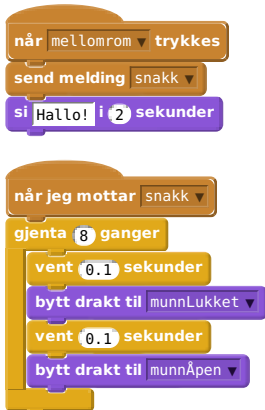 når mellomrom trykkes
send melding snakk
si Hallo! i 2 sekunder
når jeg mottar snakk
gjenta 8 ganger
vent 0.1 sekunder
bytt drakt til munnLukket
vent 0.1 sekunder
bytt drakt til munnÅpen